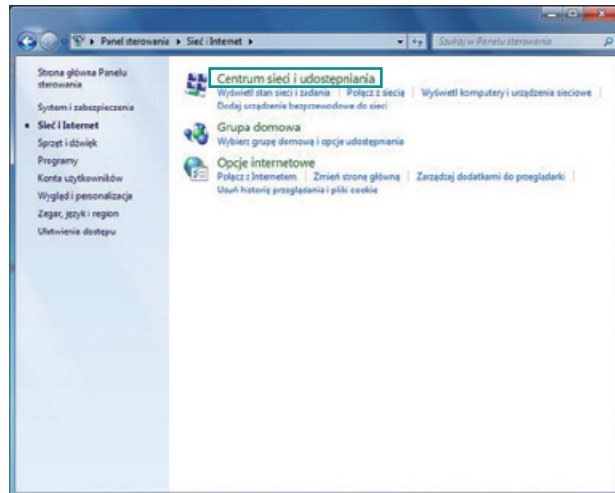 Panel sterowania ▸ Sieć i Internet ▸
Szukaj w Panelu sterowania
Strona główna Panelu
sterowania
System i zabezpieczenia
Sieć i Internet
Sprzęt i dźwięk
Programy
Konta użytkowników
Wygląd i personalizacja
Zegar, język i region
Ułatwienia dostępu
Centrum sieci i udostępniania
Wyświetl stan sieci i zadania | Połącz z siecią | Wyświetl komputery i urządzenia sieciowe |
Dodaj urządzenie bezprzewodowe do sieci
Grupa domowa
Wybierz grupę domową i opcje udostępniania
Opcje internetowe
Połącz z Internetem | Zmień stronę główną | Zarządzaj dodatkami do przeglądarki |
Usuń historię przeglądania i pliki cookie